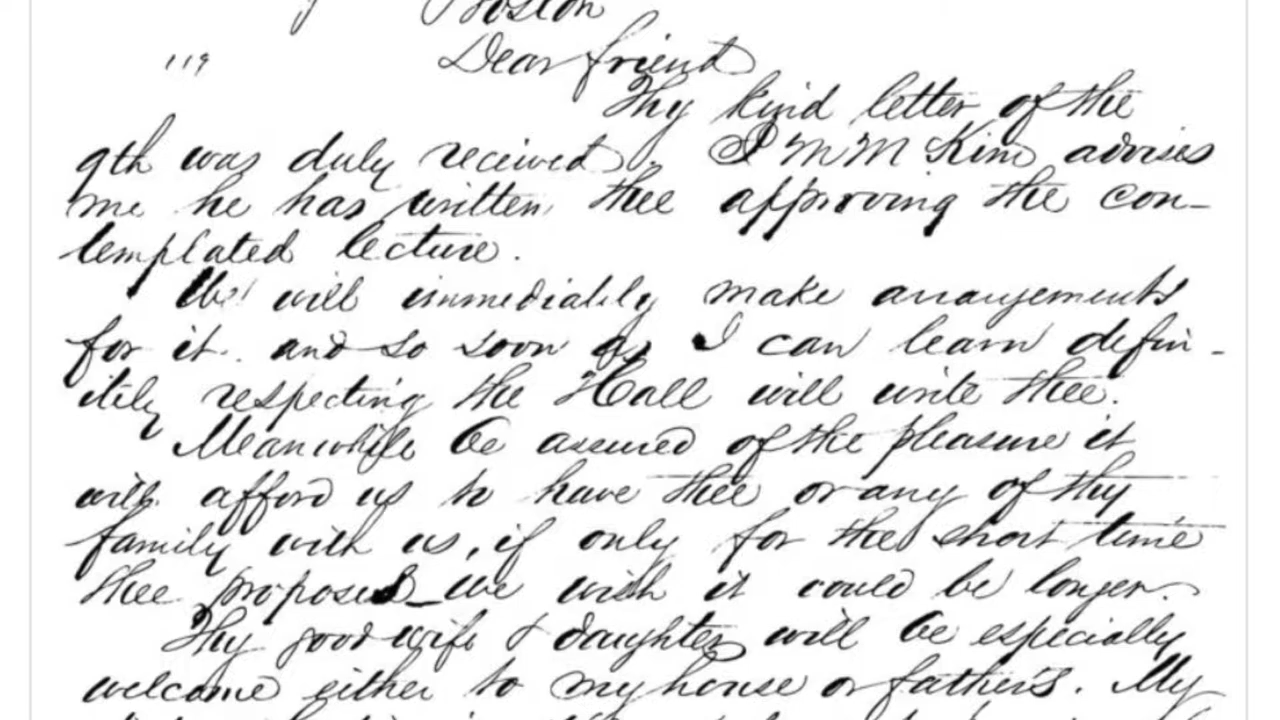 Boston
119 Dear friend
Thy kind letter of the
9th was duly received. J M McKim advises
me he has written thee approving the con-
templated lecture.
We will immediately make arrangements
for it. and so soon as I can learn defin-
itely respecting the Hall will write thee.
Meanwhile be assured of the pleasure it
will afford us to have thee or any of thy
family with us, if only for the short time
thee proposes_we wish it could be longer.
Thy good wife & daughter will be especially
welcome either to my house or father's. My